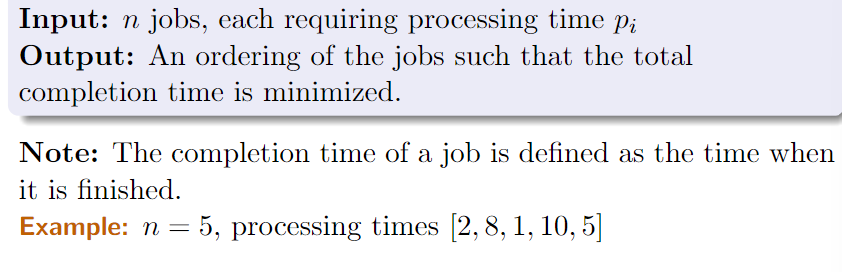 Input: n jobs, each requiring processing time pᵢ
Output: An ordering of the jobs such that the total
completion time is minimized.
Note: The completion time of a job is defined as the time when
it is finished.
Example: n = 5, processing times [2, 8, 1, 10, 5]